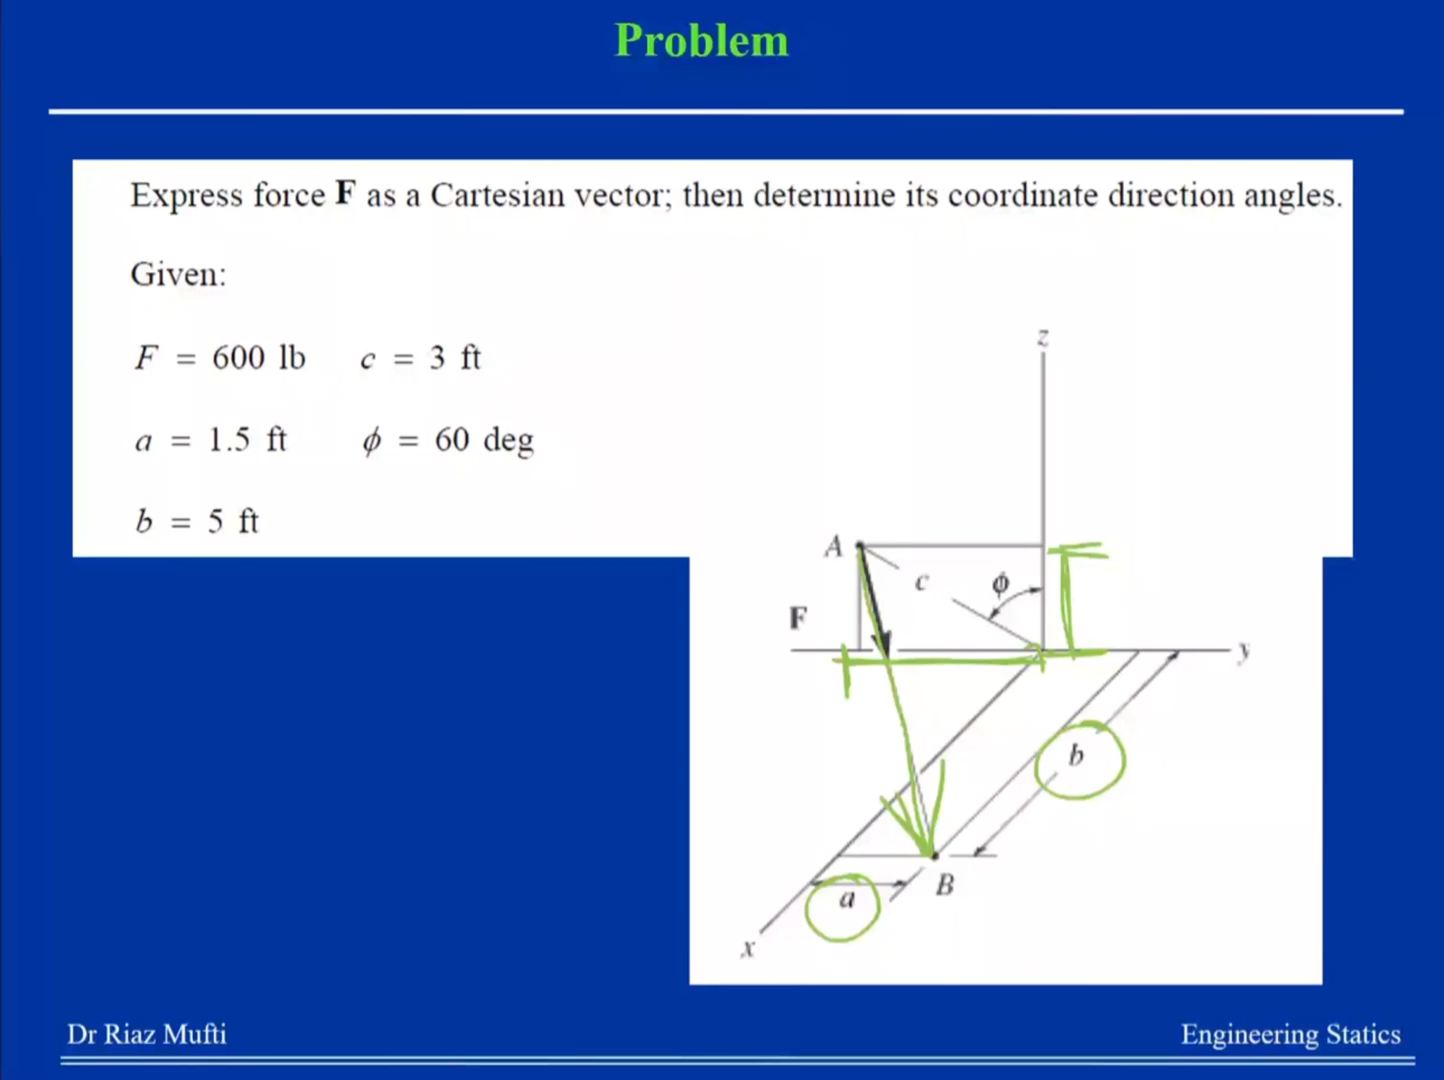 Problem
Express force F as a Cartesian vector; then determine its coordinate direction angles.
Given:
F = 600 lb c = 3 ft
a = 1.5 ft ϕ = 60 deg
b = 5 ft
z
A
c
ϕ
F
y
b
a
B
x
Dr Riaz Mufti
Engineering Statics